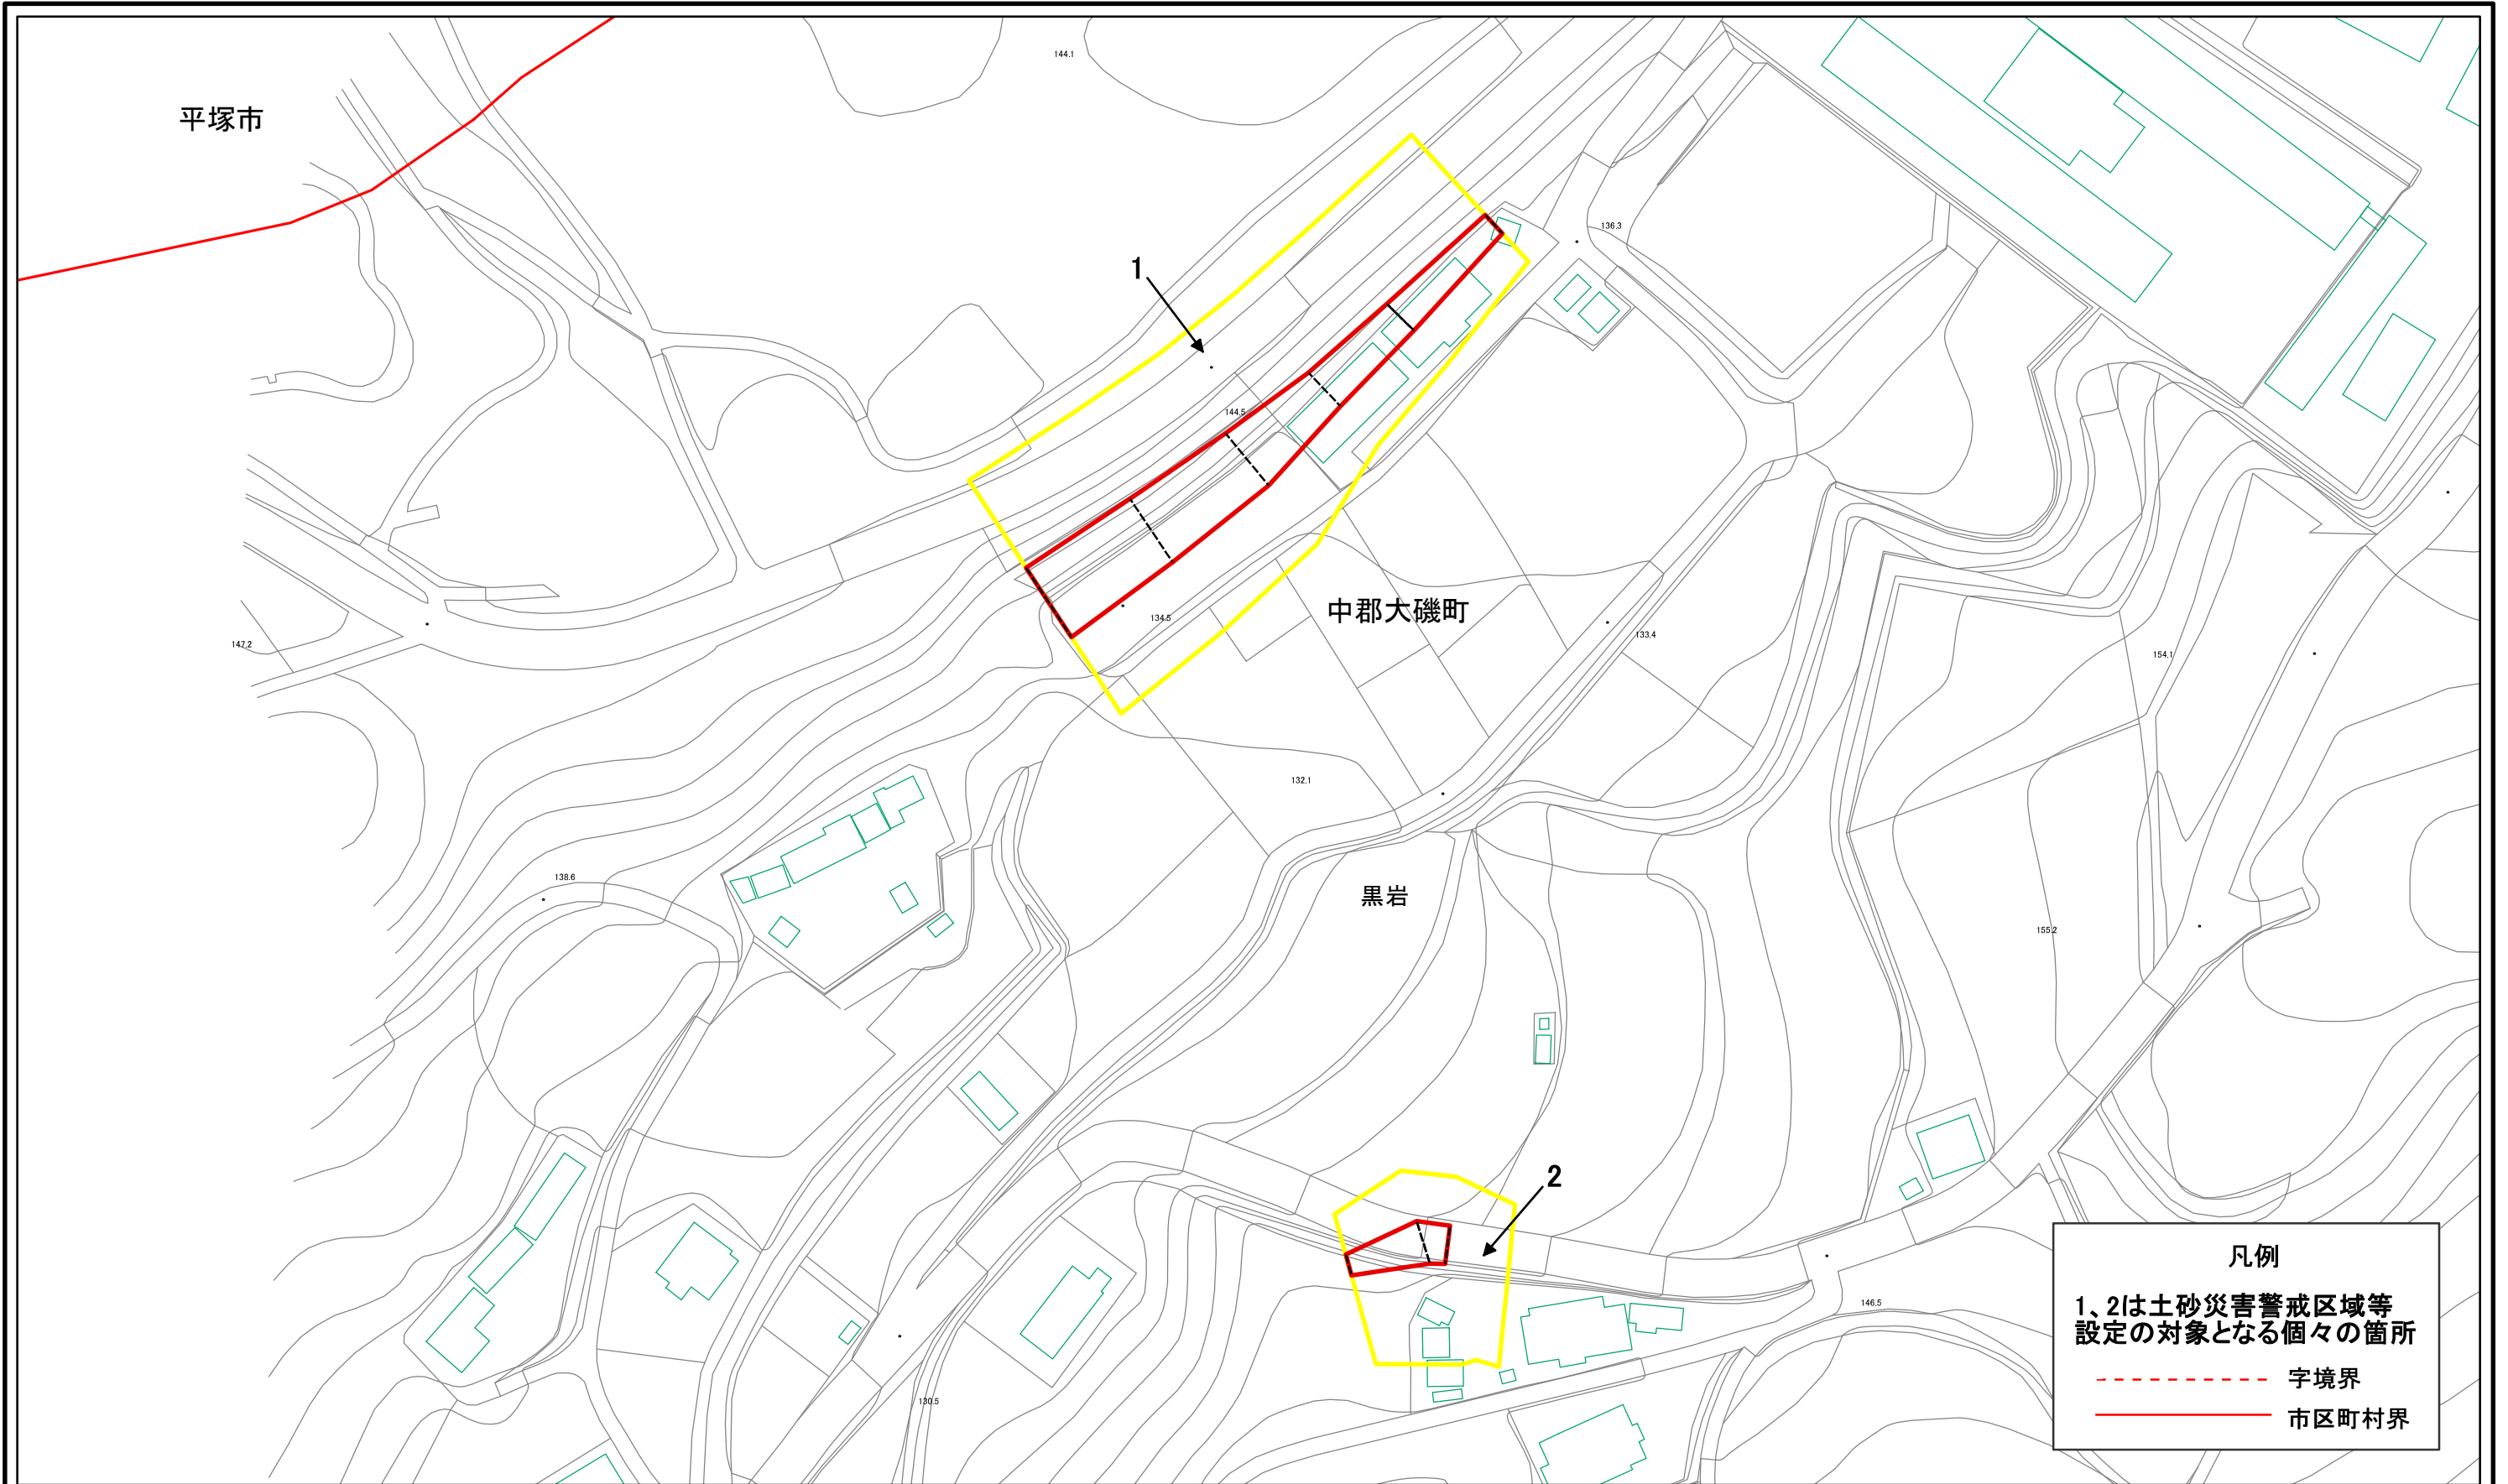 144.1
平塚市
136.3
1
144.5
中郡大磯町
134.5
133.4
147.2
154.1
132.1
138.6
黒岩
155.2
2
146.5
130.5
凡例
1、2は土砂災害警戒区域等
設定の対象となる個々の箇所
字境界
市区町村界